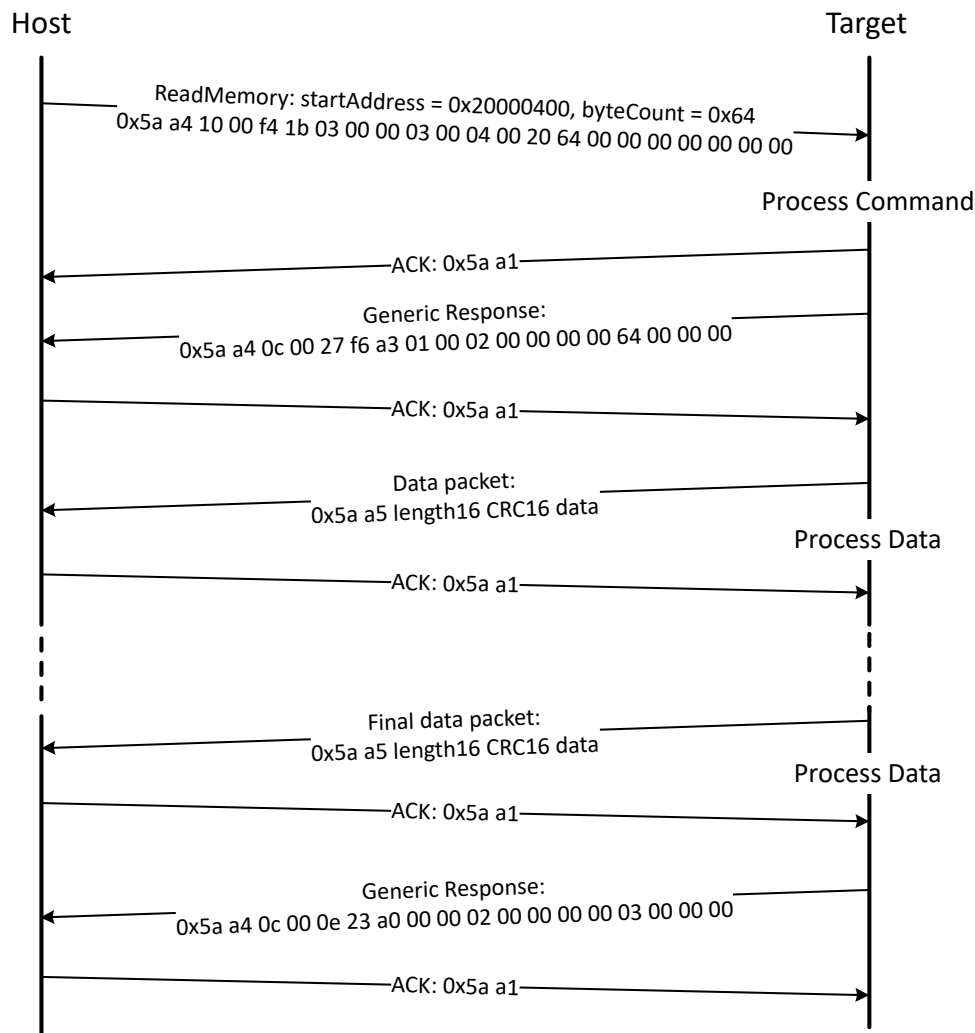 Host
Target
ReadMemory: startAddress = 0x20000400, byteCount = 0x64
0x5a a4 10 00 f4 1b 03 00 00 03 00 04 00 20 64 00 00 00 00 00 00 00
Process Command
ACK: 0x5a a1
Generic Response:
0x5a a4 0c 00 27 f6 a3 01 00 02 00 00 00 00 64 00 00 00
ACK: 0x5a a1
Data packet:
0x5a a5 length16 CRC16 data
Process Data
ACK: 0x5a a1
Final data packet:
0x5a a5 length16 CRC16 data
Process Data
ACK: 0x5a a1
Generic Response:
0x5a a4 0c 00 0e 23 a0 00 00 02 00 00 00 00 03 00 00 00
ACK: 0x5a a1